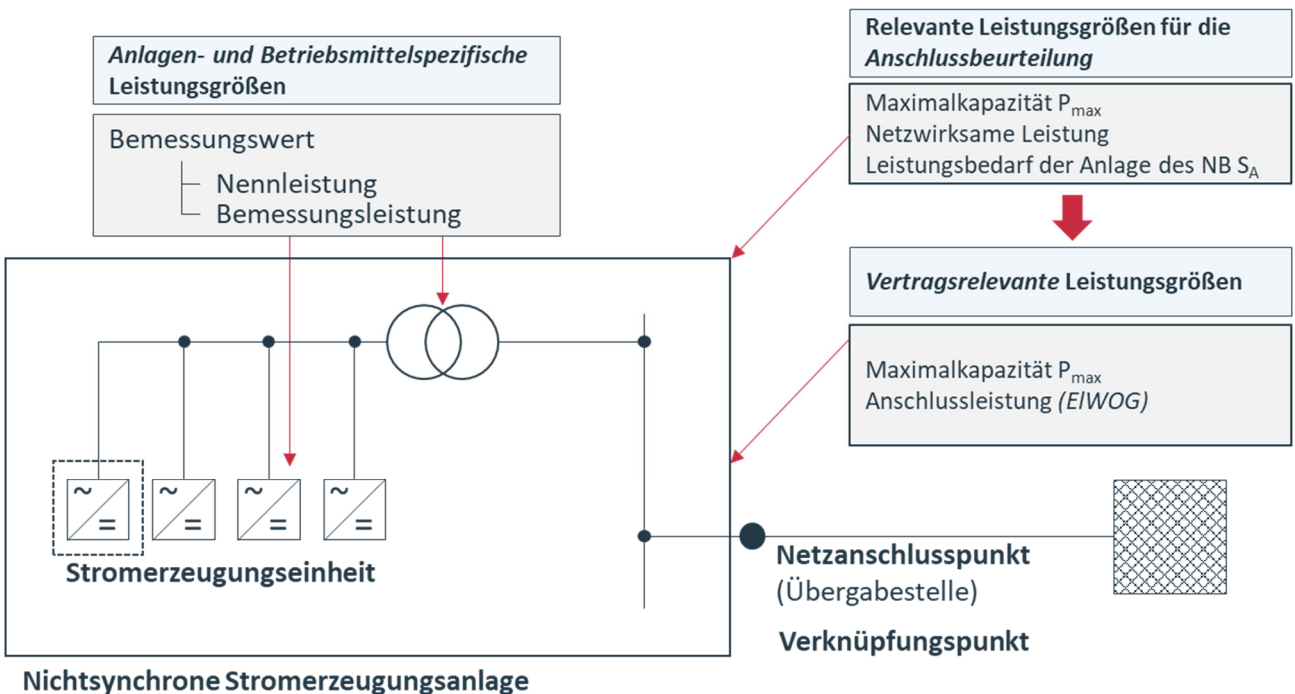 Anlagen- und Betriebsmittelspezifische
Leistungsgrößen
Bemessungswert
Nennleistung
Bemessungsleistung
Relevante Leistungsgrößen für die
Anschlussbeurteilung
Maximalkapazität Pmax
Netzwirksame Leistung
Leistungsbedarf der Anlage des NB SA
Vertragsrelevante Leistungsgrößen
Maximalkapazität Pmax
Anschlussleistung (ElWOG)
~
=
~
=
~
=
~
=
Stromerzeugungseinheit
Netzanschlusspunkt
(Übergabestelle)
Verknüpfungspunkt
Nichtsynchrone Stromerzeugungsanlage